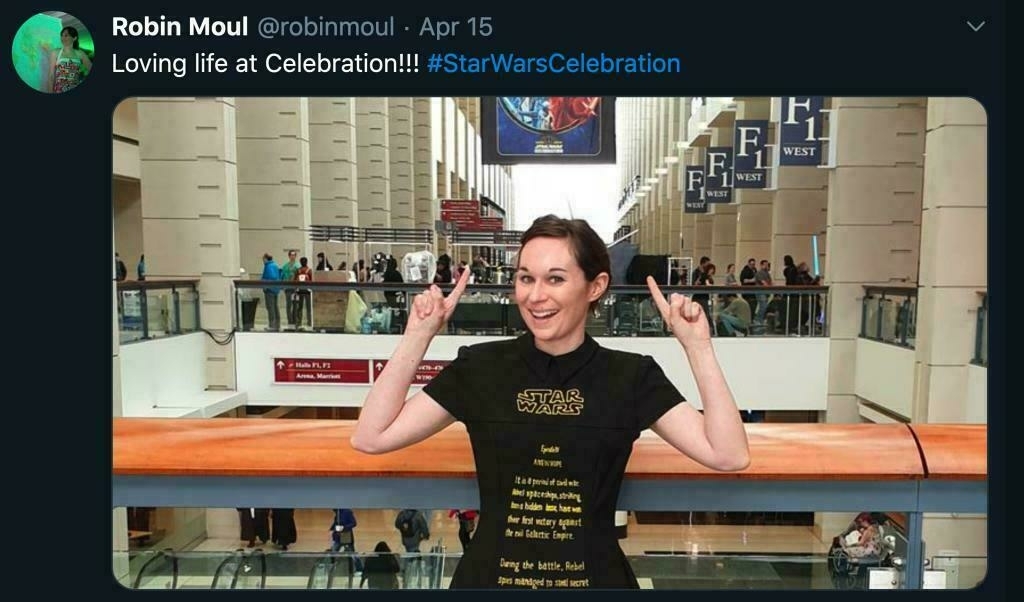 Robin Moul @robinmoul · Apr 15
Loving life at Celebration!!! #StarWarsCelebration
STAR WARS
F1
WEST
F1
WEST
F1
WEST
F1
WEST
Halls F1, F2
Arena, Marriott
STAR
WARS
Episode IV
A NEW HOPE
It is a period of civil war.
Rebel spaceships, striking
from a hidden base, have won
their first victory against
the evil Galactic Empire.
During the battle, Rebel
spies managed to steal secret